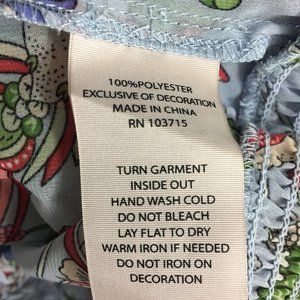 100%POLYESTER
EXCLUSIVE OF DECORATION
MADE IN CHINA
RN 103715
TURN GARMENT
INSIDE OUT
HAND WASH COLD
DO NOT BLEACH
LAY FLAT TO DRY
WARM IRON IF NEEDED
DO NOT IRON ON
DECORATION